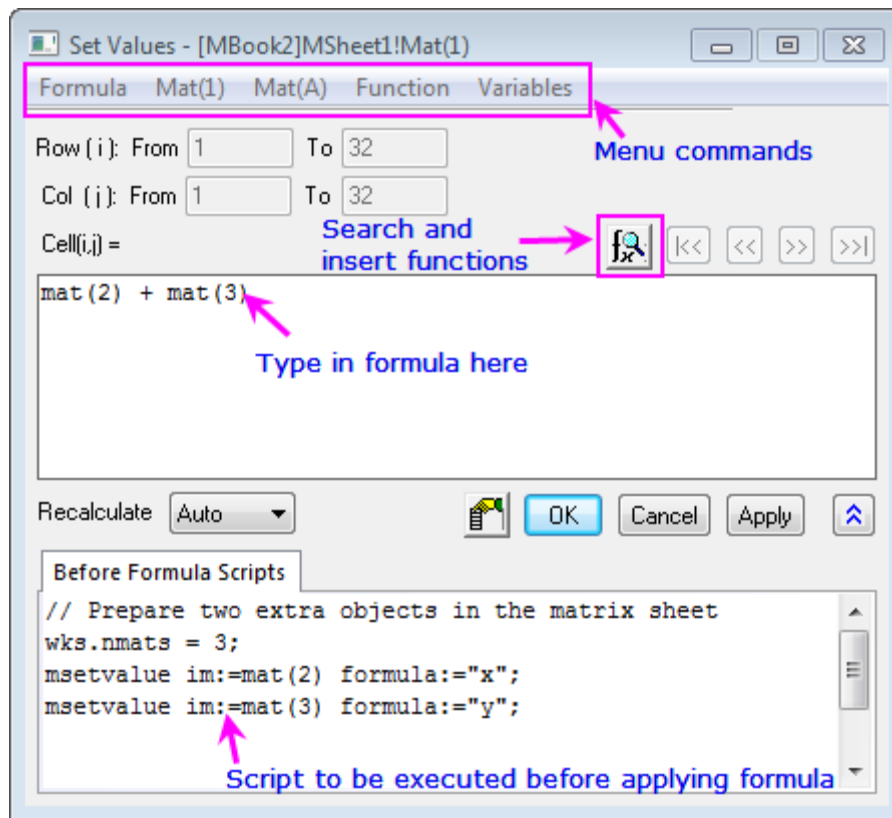 Set Values - [MBook2]MSheet1!Mat(1)
Formula Mat(1) Mat(A) Function Variables
Row ( i ): From 1 To 32
Menu commands
Col ( j ): From 1 To 32
Search and
insert functions
Cell(i,j) =
|<< << >> >>|
mat(2) + mat(3)
Type in formula here
Recalculate Auto OK Cancel Apply
Before Formula Scripts
// Prepare two extra objects in the matrix sheet
wks.nmats = 3;
msetvalue im:=mat(2) formula:="x";
msetvalue im:=mat(3) formula:="y";
Script to be executed before applying formula